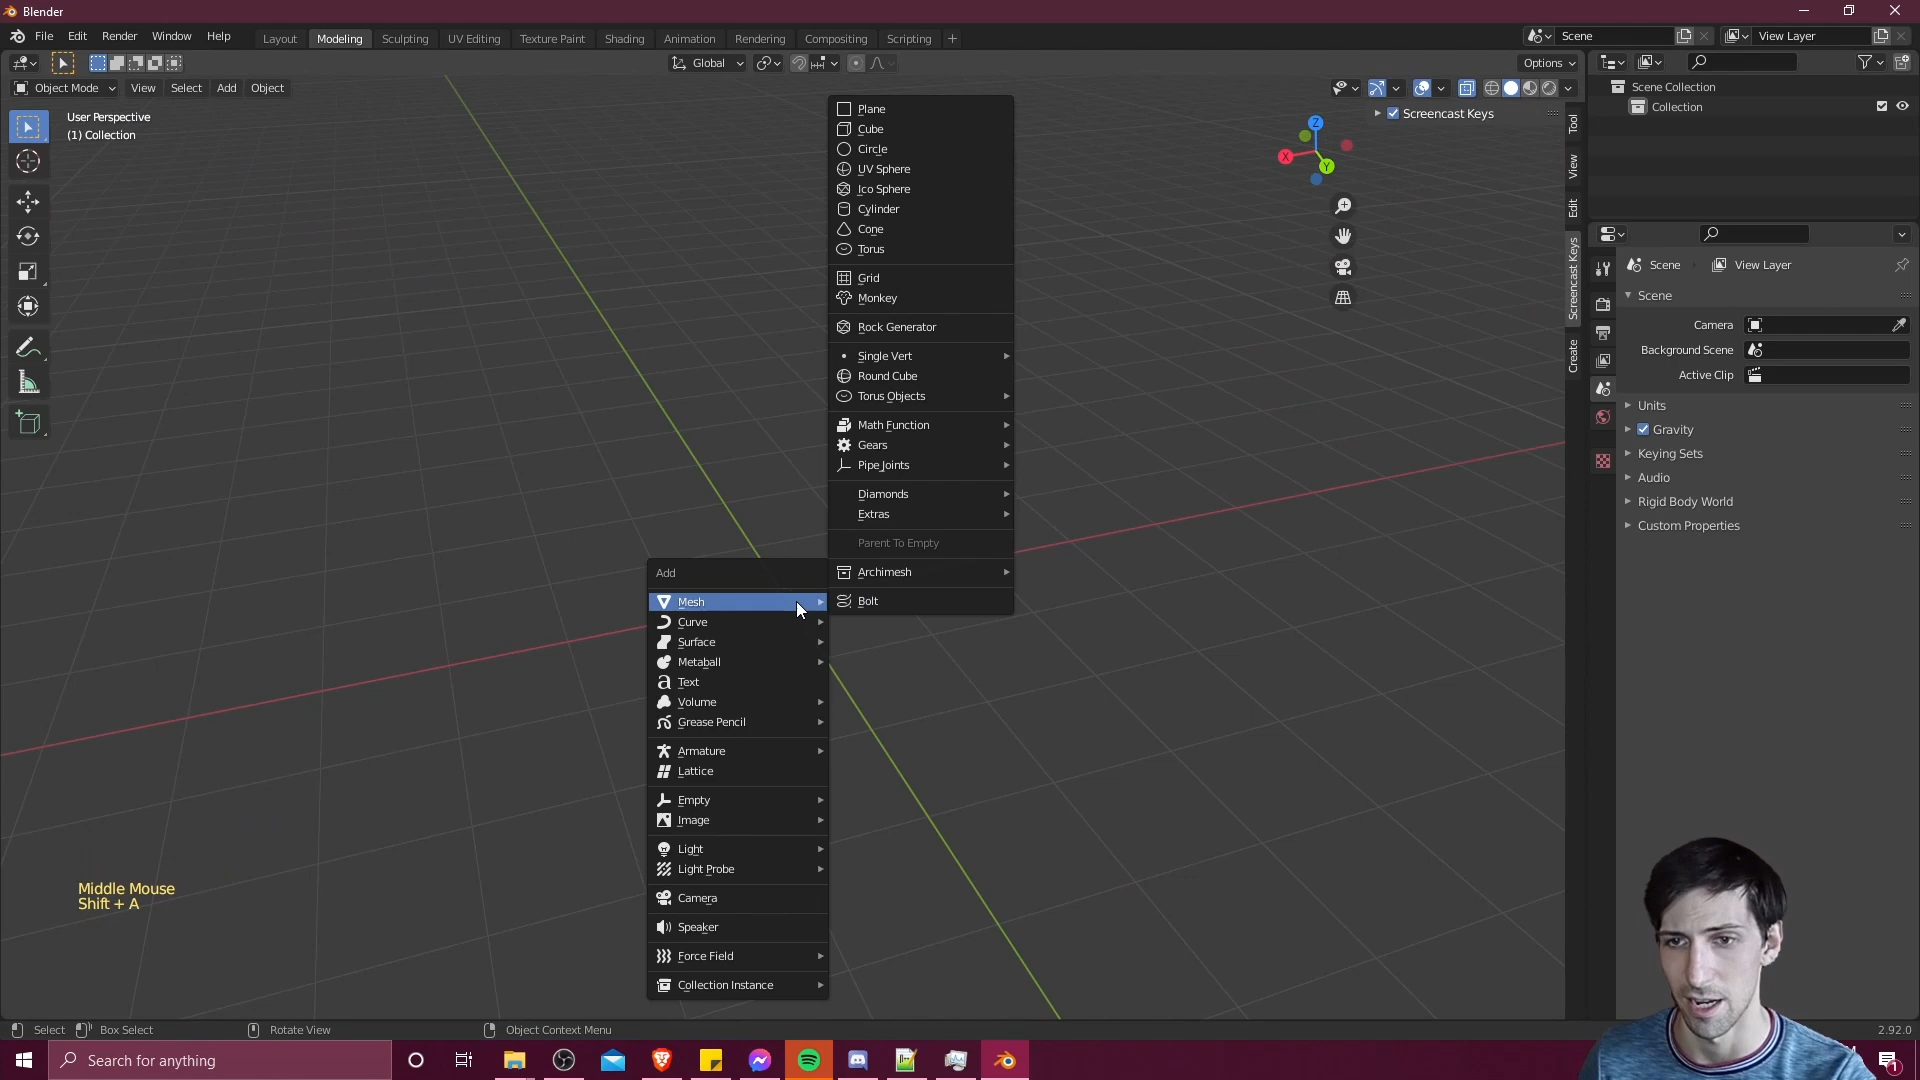 Blender
File Edit Render Window Help
Layout Modeling Sculpting UV Editing Texture Paint Shading Animation Rendering Compositing Scripting +
Scene
View Layer
Global
Options
Object Mode View Select Add Object
User Perspective
(1) Collection
Screencast Keys
Z
X
Y
Tool
View
Edit
Screencast Keys
Create
Plane
Cube
Circle
UV Sphere
Ico Sphere
Cylinder
Cone
Torus
Grid
Monkey
Rock Generator
Single Vert
Round Cube
Torus Objects
Math Function
Gears
Pipe Joints
Diamonds
Extras
Parent To Empty
Archimesh
Bolt
Add
Mesh
Curve
Surface
Metaball
Text
Volume
Grease Pencil
Armature
Lattice
Empty
Image
Light
Light Probe
Camera
Speaker
Force Field
Collection Instance
Scene Collection
Collection
Scene View Layer
Scene
Camera
Background Scene
Active Clip
Units
Gravity
Keying Sets
Audio
Rigid Body World
Custom Properties
Middle Mouse
Shift + A
Select Box Select Rotate View Object Context Menu
2.92.0
Search for anything
1